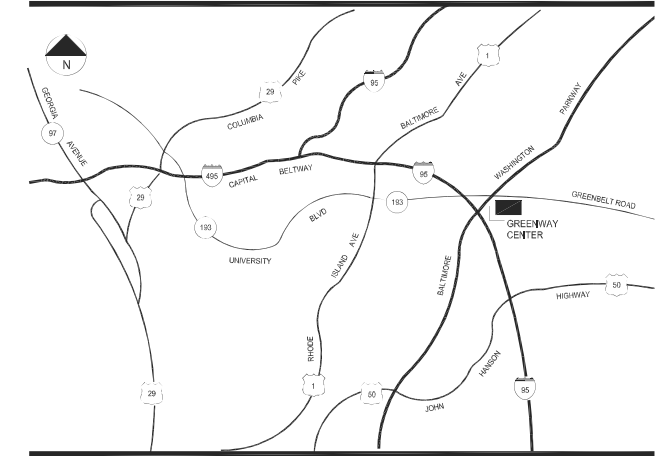 1
N
95
29
PIKE
AVE
GEORGIA
PARKWAY
COLUMBIA
BALTIMORE
97
AVENUE
WASHINGTON
495
CAPITAL
BELTWAY
95
29
193
GREENBELT ROAD
193
BLVD
GREENWAY
CENTER
UNIVERSITY
ISLAND
AVE
BALTIMORE
50
HIGHWAY
RHODE
HANSON
1
29
50
95
JOHN